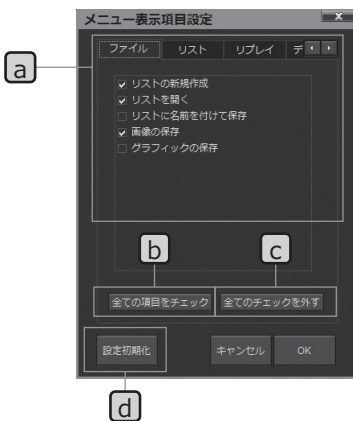 メニュー表示項目設定
a
ファイル リスト リプレイ デ
リストの新規作成
リストを開く
リストに名前を付けて保存
画像の保存
グラフィックの保存
b
c
全ての項目をチェック 全てのチェックを外す
設定初期化 キャンセル OK
d